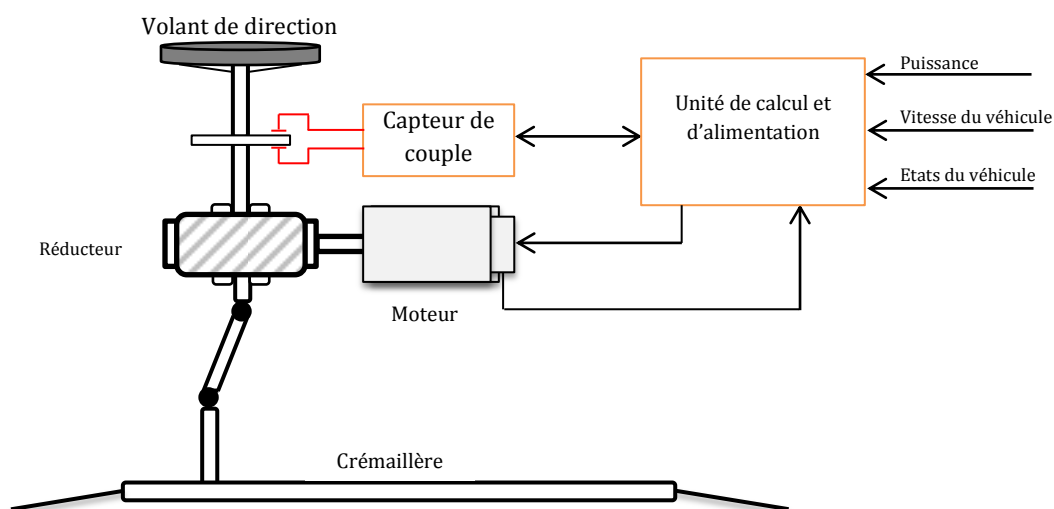 Volant de direction
Puissance
Capteur de
couple
Unité de calcul et
d'alimentation
Vitesse du véhicule
Etats du véhicule
Réducteur
Moteur
Crémaillère